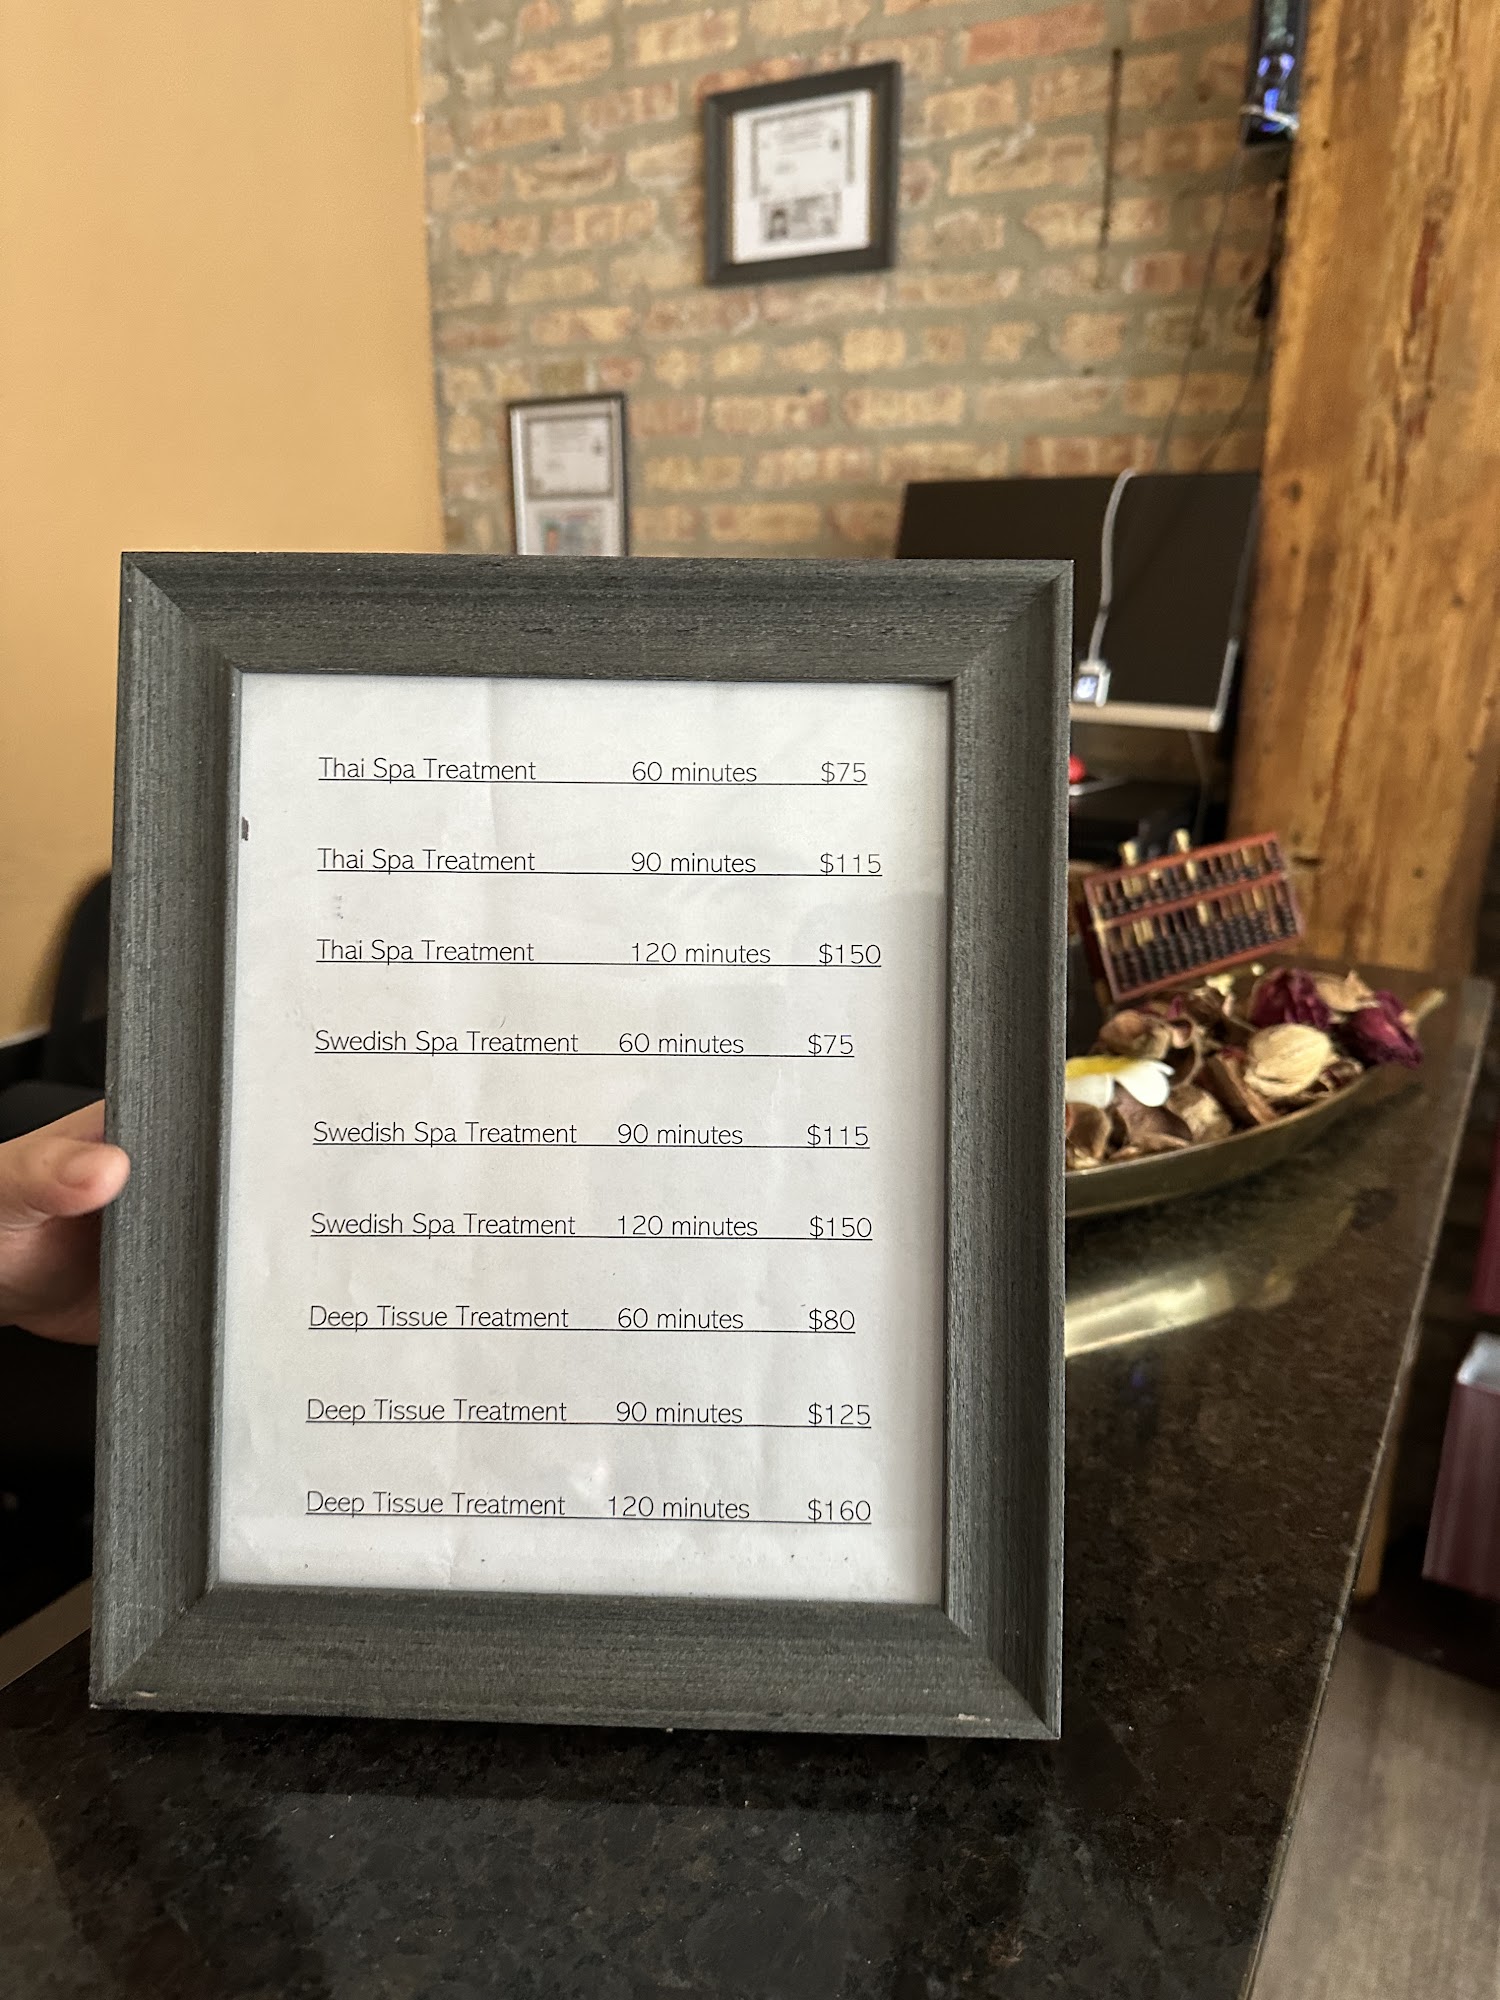 Thai Spa Treatment 60 minutes $75
Thai Spa Treatment 90 minutes $115
Thai Spa Treatment 120 minutes $150
Swedish Spa Treatment 60 minutes $75
Swedish Spa Treatment 90 minutes $115
Swedish Spa Treatment 120 minutes $150
Deep Tissue Treatment 60 minutes $80
Deep Tissue Treatment 90 minutes $125
Deep Tissue Treatment 120 minutes $160